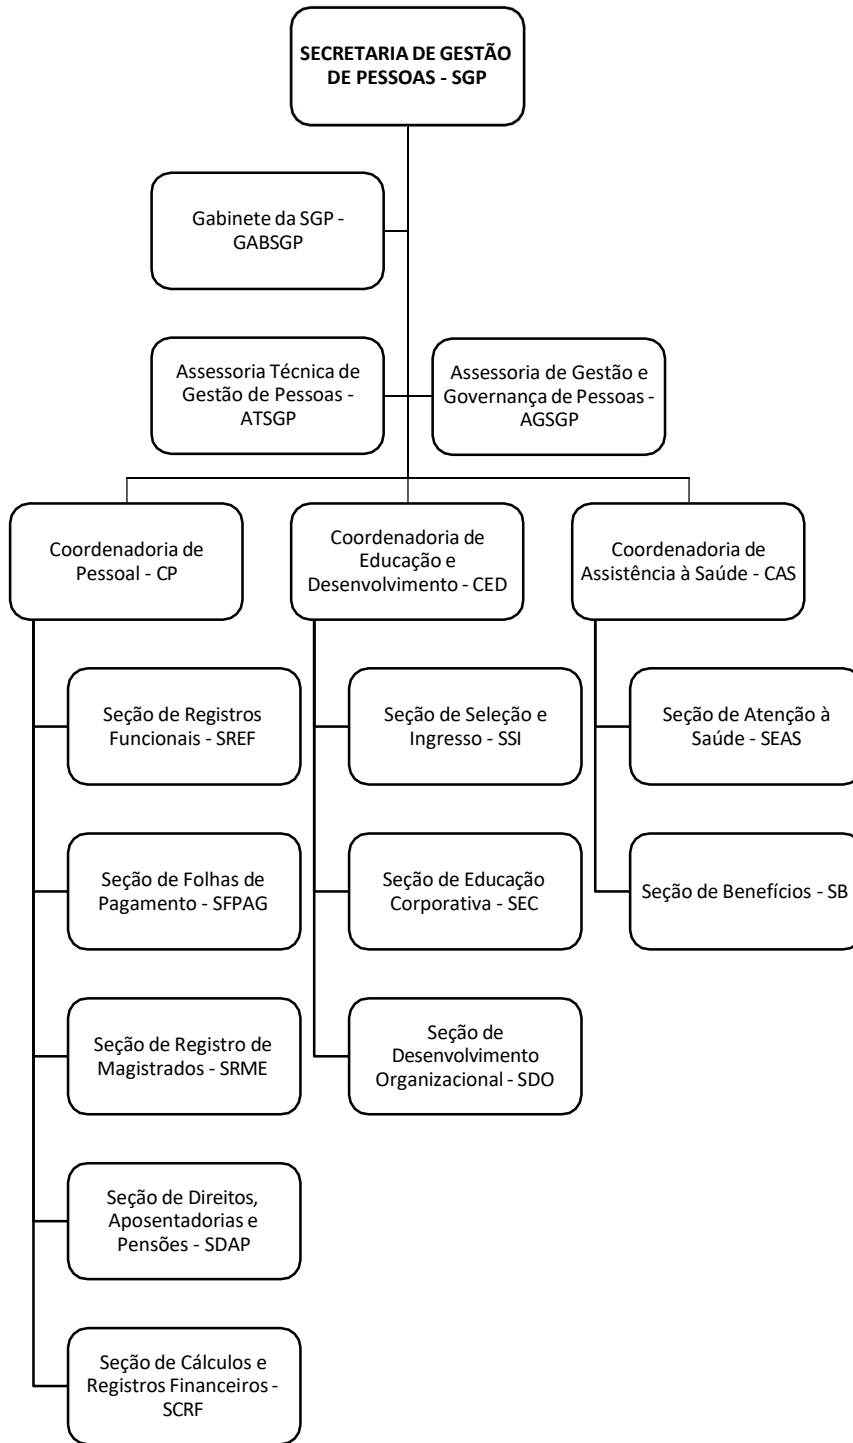 SECRETARIA DE GESTÃO
DE PESSOAS - SGP
Gabinete da SGP -
GABSGP
Assessoria Técnica de
Gestão de Pessoas -
ATSGP
Assessoria de Gestão e
Governança de Pessoas -
AGSGP
Coordenadoria de
Pessoal - CP
Coordenadoria de
Educação e
Desenvolvimento - CED
Coordenadoria de
Assistência à Saúde - CAS
Seção de Registros
Funcionais - SREF
Seção de Seleção e
Ingresso - SSI
Seção de Atenção à
Saúde - SEAS
Seção de Folhas de
Pagamento - SFPAG
Seção de Educação
Corporativa - SEC
Seção de Benefícios - SB
Seção de Registro de
Magistrados - SRME
Seção de
Desenvolvimento
Organizacional - SDO
Seção de Direitos,
Aposentadorias e
Pensões - SDAP
Seção de Cálculos e
Registros Financeiros -
SCRF